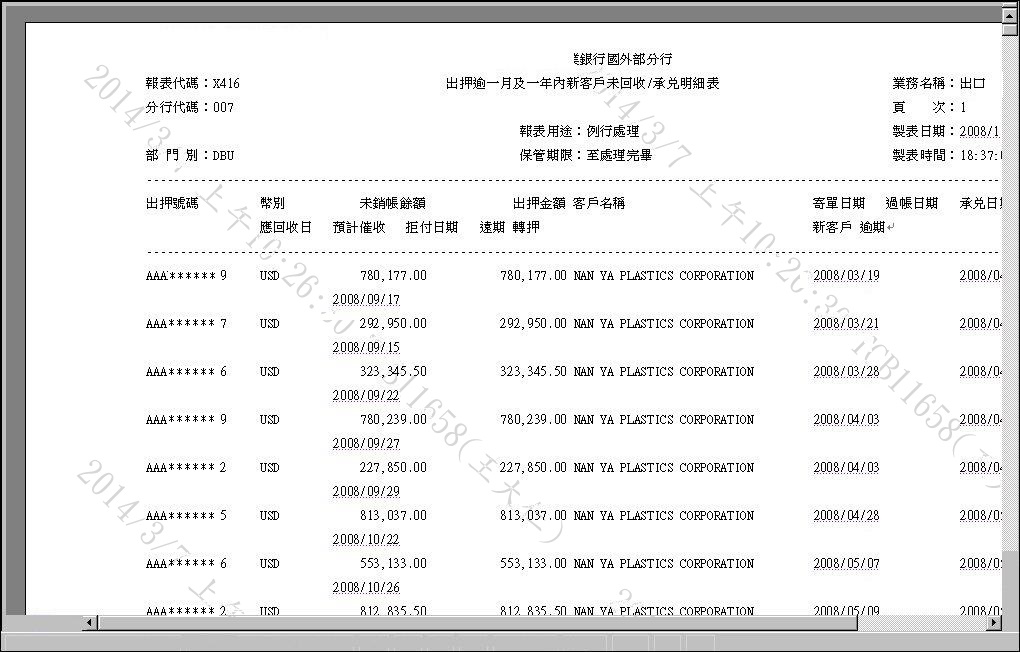 業銀行國外部分行
報表代碼：X416 出押逾一月及一年內新客戶未回收/承兌明細表 業務名稱：出口
分行代碼：007 頁 次：1
報表用途：例行處理 製表日期：2008/1
部 門 別：DBU 保管期限：至處理完畢 製表時間：18:37:
出押號碼 幣別 未銷帳餘額 出押金額 客戶名稱 寄單日期 過帳日期 承兌日
應回收日 預計催收 拒付日期 遠期 轉押 新客戶 逾期
AAA****** 9 USD 780,177.00 780,177.00 NAN YA PLASTICS CORPORATION 2008/03/19 2008/0
2008/09/17
AAA****** 7 USD 292,950.00 292,950.00 NAN YA PLASTICS CORPORATION 2008/03/21 2008/0
2008/09/15
AAA****** 6 USD 323,345.50 323,345.50 NAN YA PLASTICS CORPORATION 2008/03/28 2008/0
2008/09/22
AAA****** 9 USD 780,239.00 780,239.00 NAN YA PLASTICS CORPORATION 2008/04/03 2008/0
2008/09/27
AAA****** 2 USD 227,850.00 227,850.00 NAN YA PLASTICS CORPORATION 2008/04/03 2008/0
2008/09/29
AAA****** 5 USD 813,037.00 813,037.00 NAN YA PLASTICS CORPORATION 2008/04/28 2008/0
2008/10/22
AAA****** 6 USD 553,133.00 553,133.00 NAN YA PLASTICS CORPORATION 2008/05/07 2008/0
2008/10/26
AAA****** 2 USD 812,835.50 812,835.50 NAN YA PLASTICS CORPORATION 2008/05/09 2008/0
2014/3/7 上午10:26:30
TCB11658(王大仁)
2014/3/7 上午